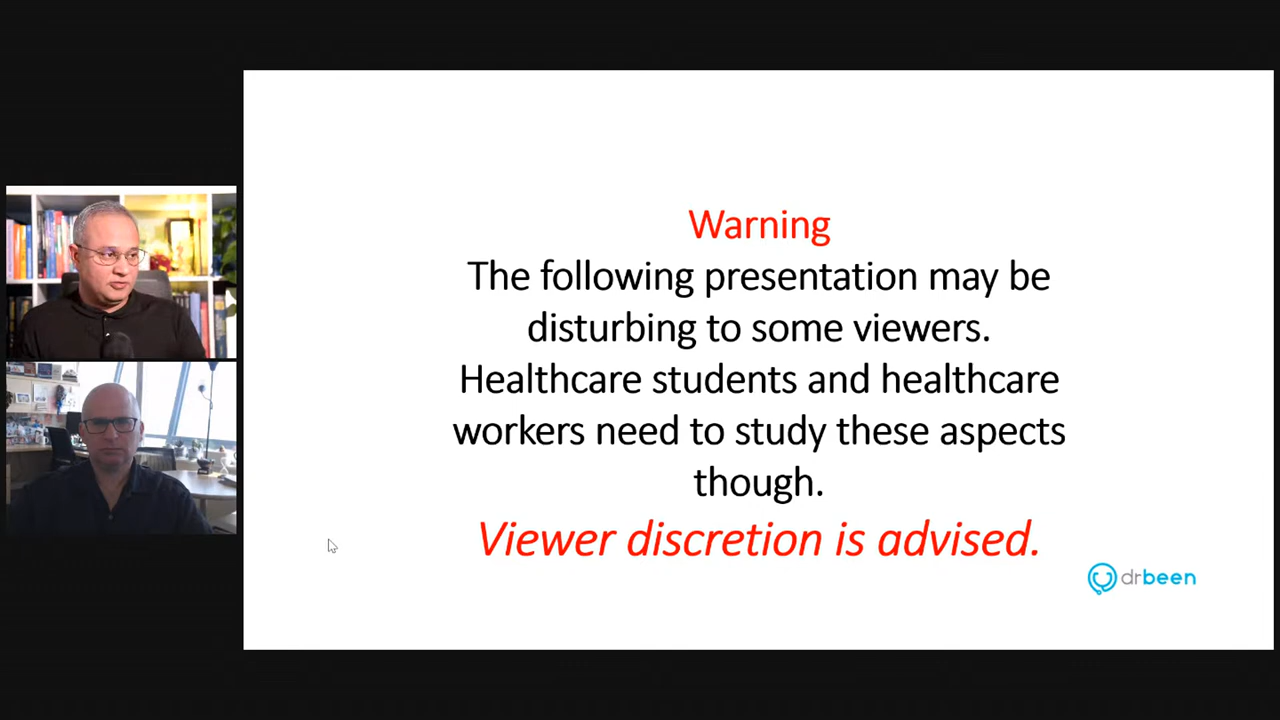 Warning
The following presentation may be
disturbing to some viewers.
Healthcare students and healthcare
workers need to study these aspects
though.
Viewer discretion is advised.
drbeen